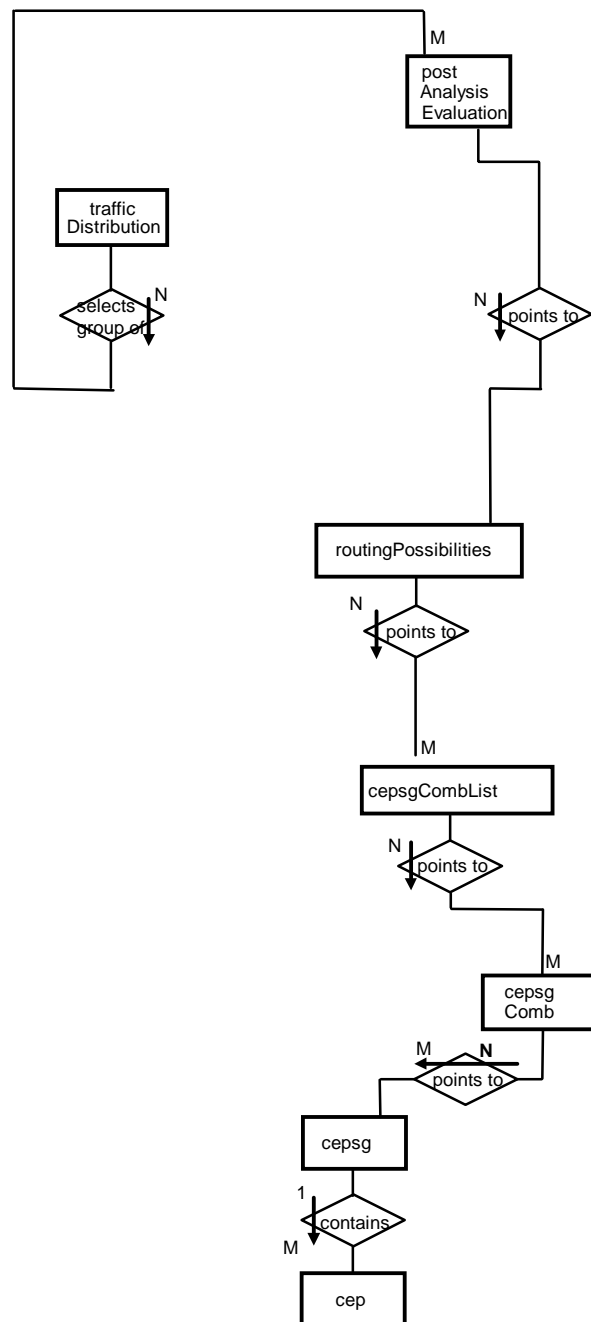 M
post
Analysis
Evaluation
traffic
Distribution
N
selects
group of
N
points to
routingPossibilities
N
points to
M
cepsgCombList
N
points to
M
cepsg
Comb
M
N
points to
cepsg
1
contains
M
cep